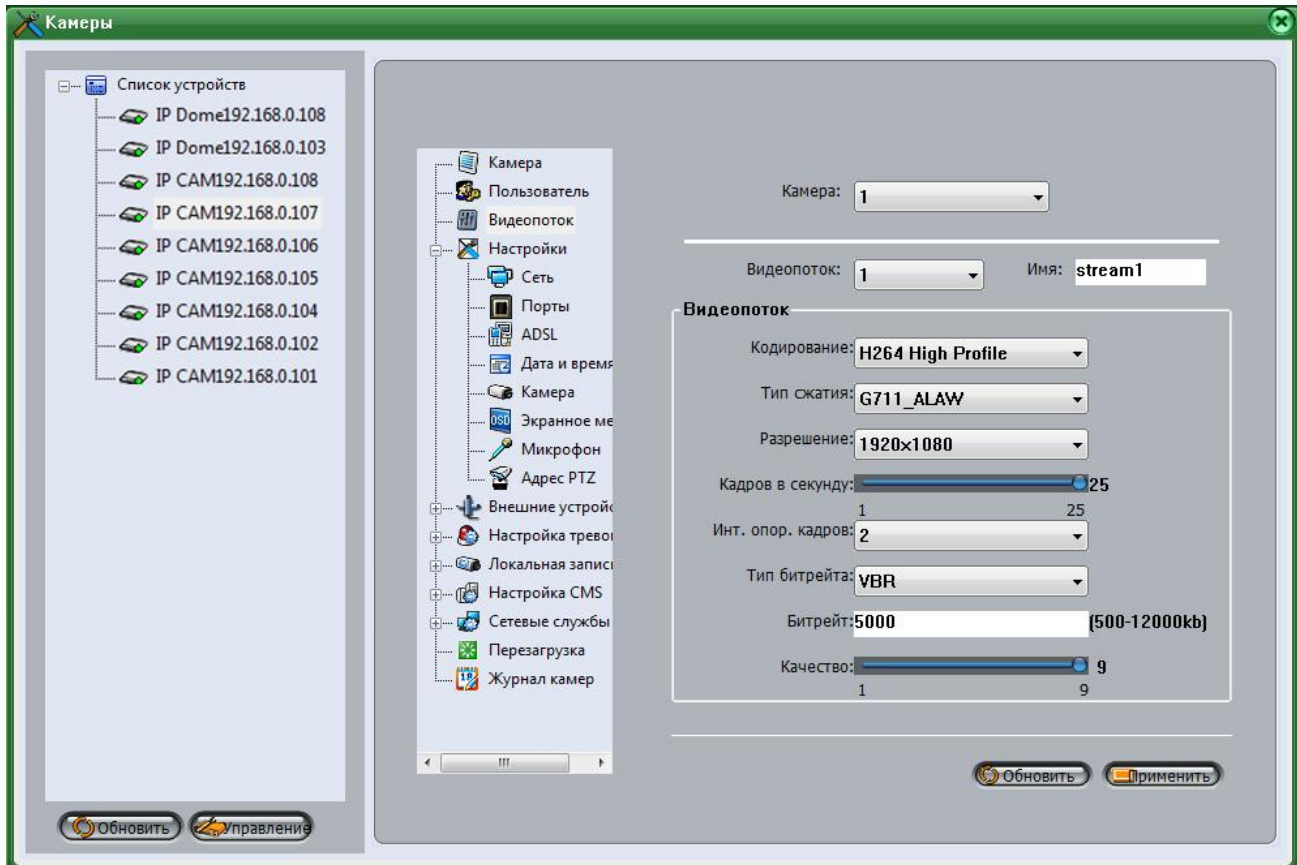 Камеры
Список устройств
IP Dome192.168.0.108
IP Dome192.168.0.103
IP CAM192.168.0.108
IP CAM192.168.0.107
IP CAM192.168.0.106
IP CAM192.168.0.105
IP CAM192.168.0.104
IP CAM192.168.0.102
IP CAM192.168.0.101
Обновить
Управление
Камера
Пользователь
Видеопоток
Настройки
Сеть
Порты
ADSL
Дата и время
Камера
OSD Экранное ме
Микрофон
Адрес PTZ
Внешние устройс
Настройка тревог
Локальная запись
Настройка CMS
Сетевые службы
Перезагрузка
Журнал камер
Камера: 1
Видеопоток: 1 Имя: stream1
Видеопоток
Кодирование: H264 High Profile
Тип сжатия: G711_ALAW
Разрешение: 1920x1080
Кадров в секунду: 25
1 25
Инт. опор. кадров: 2
Тип битрейта: VBR
Битрейт: 5000 (500-12000kb)
Качество: 9
1 9
Обновить
Применить